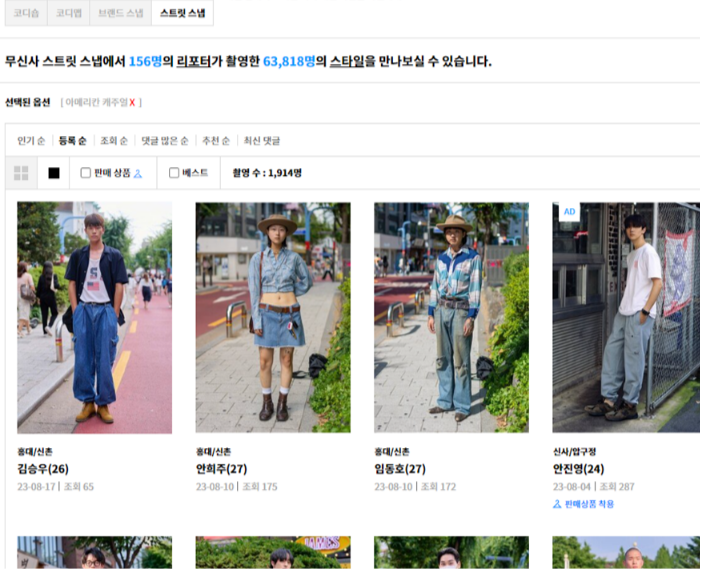 코디숍 코디맵 브랜드 스냅 스트릿 스냅
무신사 스트릿 스냅에서 156명의 리포터가 촬영한 63,818명의 스타일을 만나보실 수 있습니다.
선택된 옵션 [ 아메리칸 캐주얼 X ]
인기 순 등록 순 조회 순 댓글 많은 순 추천 순 최신 댓글
판매 상품 베스트 촬영 수 : 1,914명
AD
S
홍대/신촌 홍대/신촌 홍대/신촌 신사/압구정
김승우(26) 안희주(27) 임동호(27) 안진영(24)
23-08-17 | 조회 65 23-08-10 | 조회 175 23-08-10 | 조회 172 23-08-04 | 조회 287
판매상품 착용